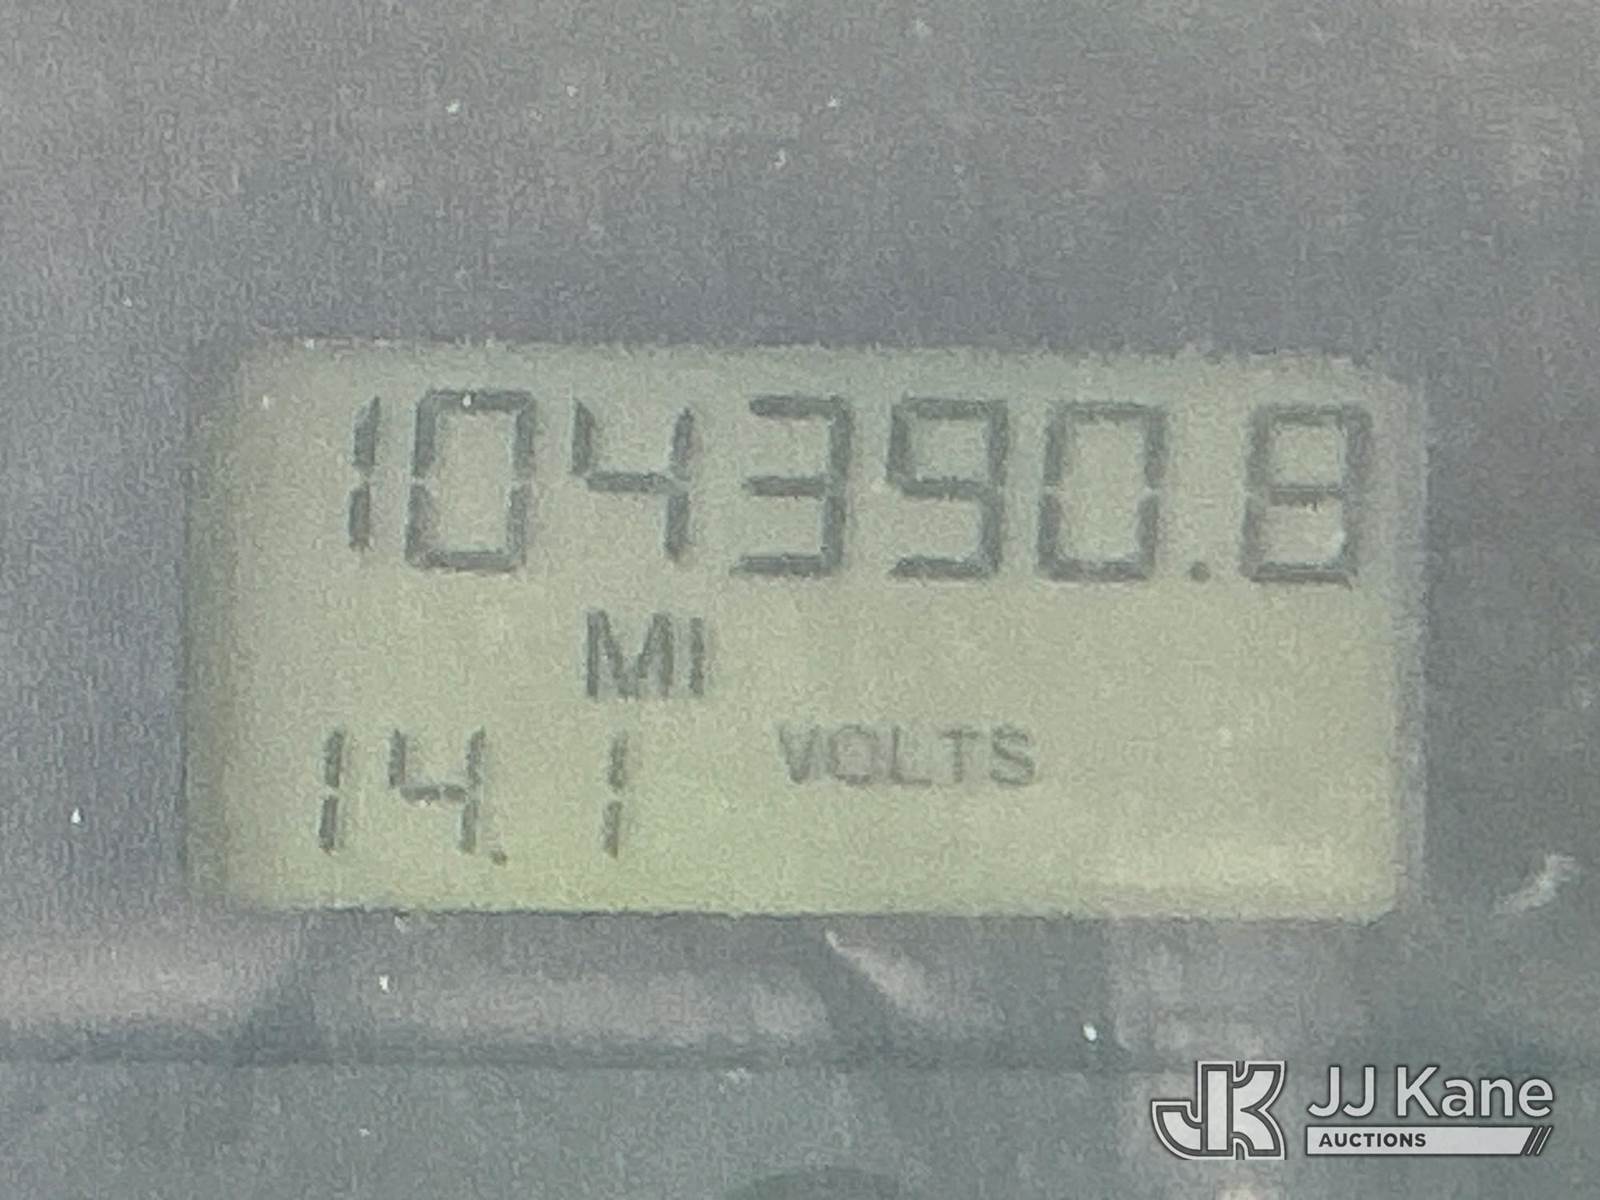 104390.8
MI
14.1 VOLTS
JK JJ Kane
AUCTIONS